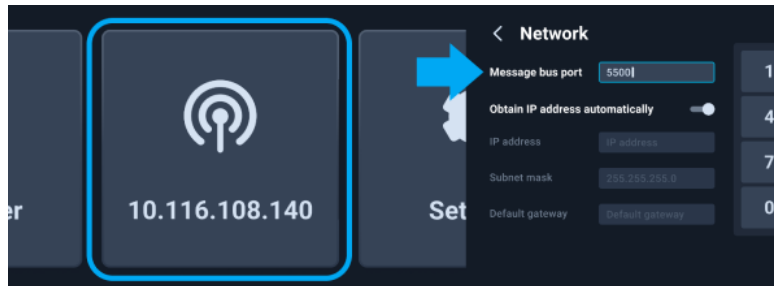 er
10.116.108.140
Set
Network
Message bus port 5500
Obtain IP address automatically
IP address IP address
Subnet mask 255.255.255.0
Default gateway Default gateway
1
4
7
0